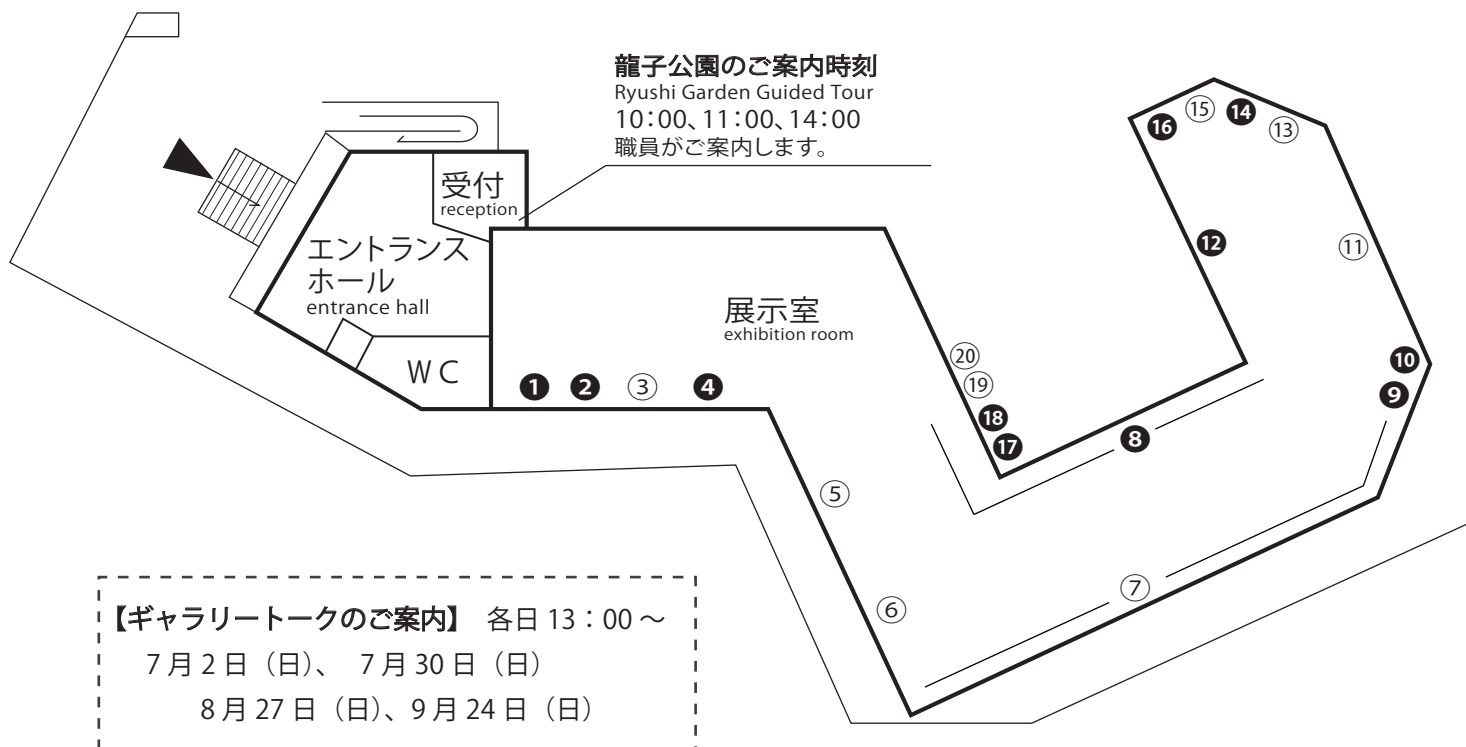 龍子公園のご案内時刻
Ryushi Garden Guided Tour
10：00、11：00、14：00
職員がご案内します。
受付
reception
エントランス
ホール
entrance hall
WC
展示室
exhibition room
❶ ❷ ③ ❹
⑤
⑥
⑦
❽
❾
❿
⑪
⓬
⑬
⓮
⑮
⓰
⓱
⓲
⑲
⑳
【ギャラリートークのご案内】 各日 13：00 ～
7月2日（日）、 7月30日（日）
8月27日（日）、9月24日（日）